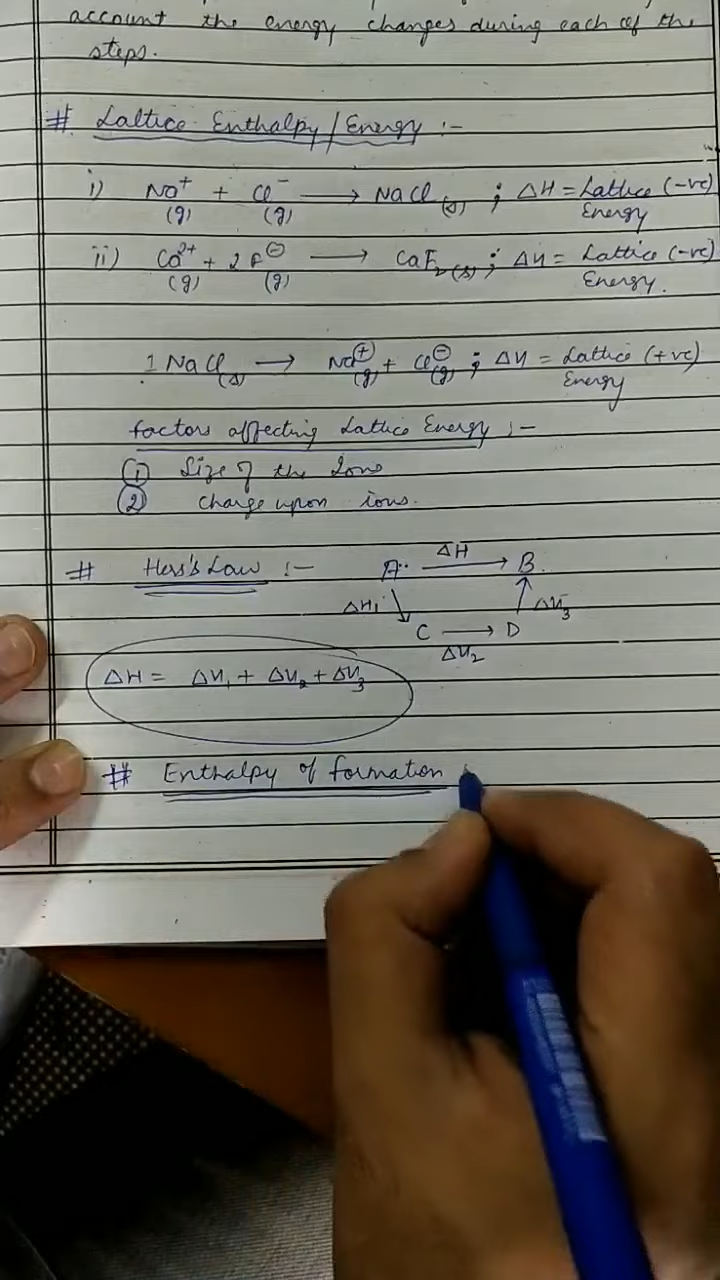 account the energy changes during each of the
steps.
# Lattice Enthalpy/Energy :-
i) Na⁺(g) + Cl⁻(g) ⟶ NaCl(s) ; ΔH = Lattice Energy (-ve)
ii) Ca²⁺(g) + 2F⊖(g) ⟶ CaF₂(s) ; ΔH = Lattice Energy. (-ve)
1 NaCl(s) ⟶ Na⊕(g) + Cl⊖(g) ; ΔH = Lattice Energy (+ve)
factors affecting Lattice Energy :-
① Size of the Ions
② charge upon ions.
# Hess's Law :- A ⟶ B
ΔH
ΔH₁ ΔH₃
C ⟶ D
ΔH₂
ΔH = ΔH₁ + ΔH₂ + ΔH₃
# Enthalpy of formation